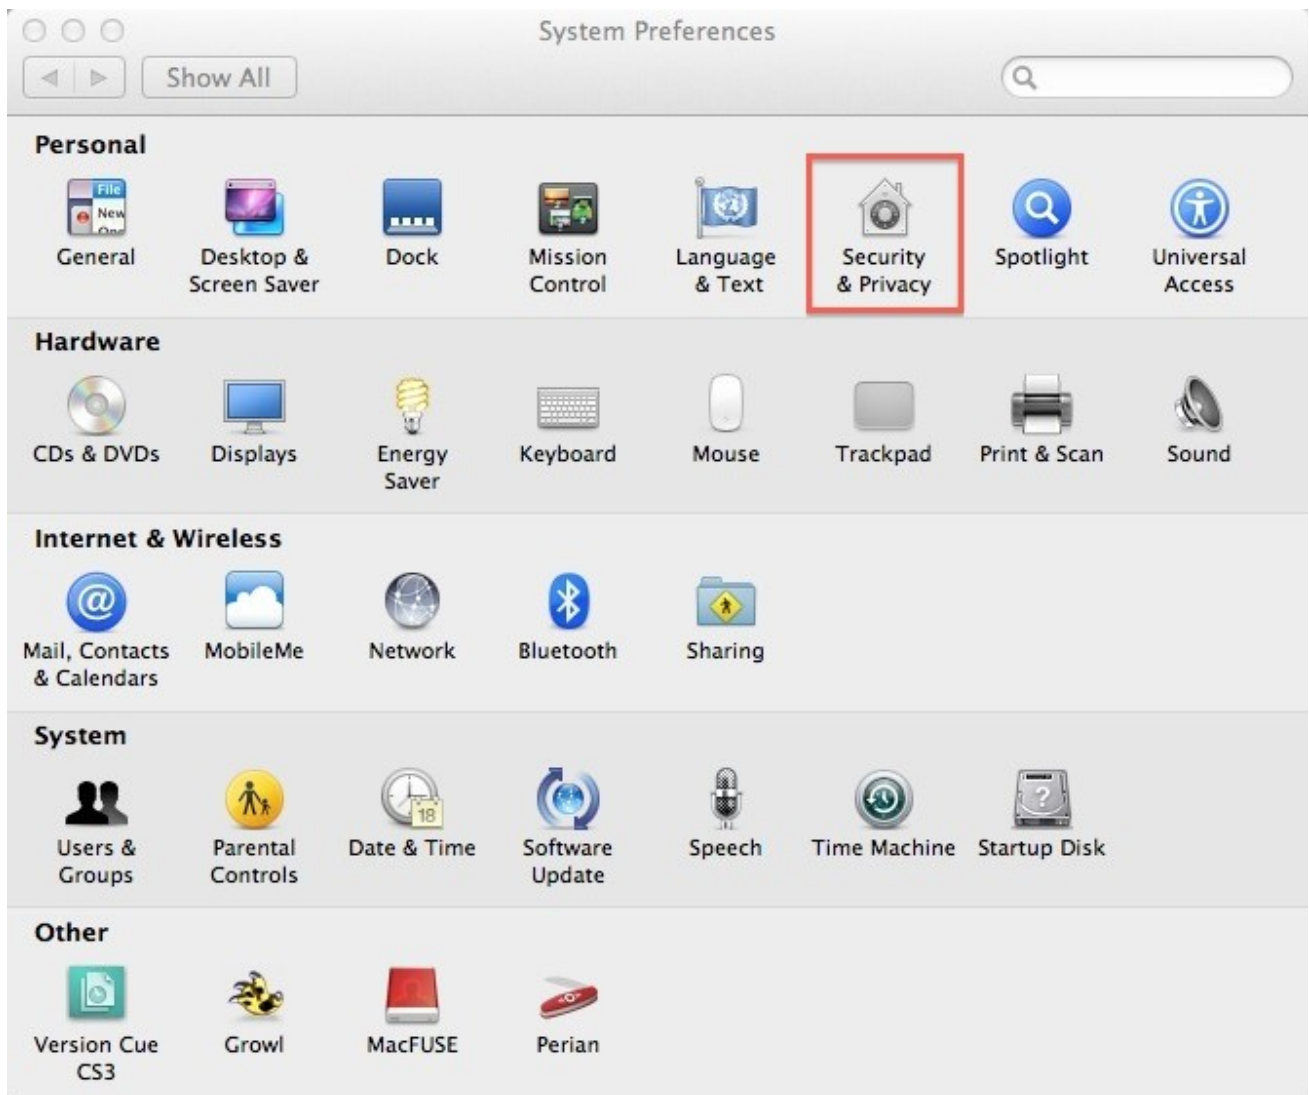 System Preferences
Show All
Personal
File
New
One
General
Desktop &
Screen Saver
Dock
Mission
Control
Language
& Text
Security
& Privacy
Spotlight
Universal
Access
Hardware
CDs & DVDs
Displays
Energy
Saver
Keyboard
Mouse
Trackpad
Print & Scan
Sound
Internet & Wireless
@
Mail, Contacts
& Calendars
MobileMe
Network
Bluetooth
Sharing
System
18
?
Users &
Groups
Parental
Controls
Date & Time
Software
Update
Speech
Time Machine
Startup Disk
Other
Version Cue
CS3
Growl
MacFUSE
Perian